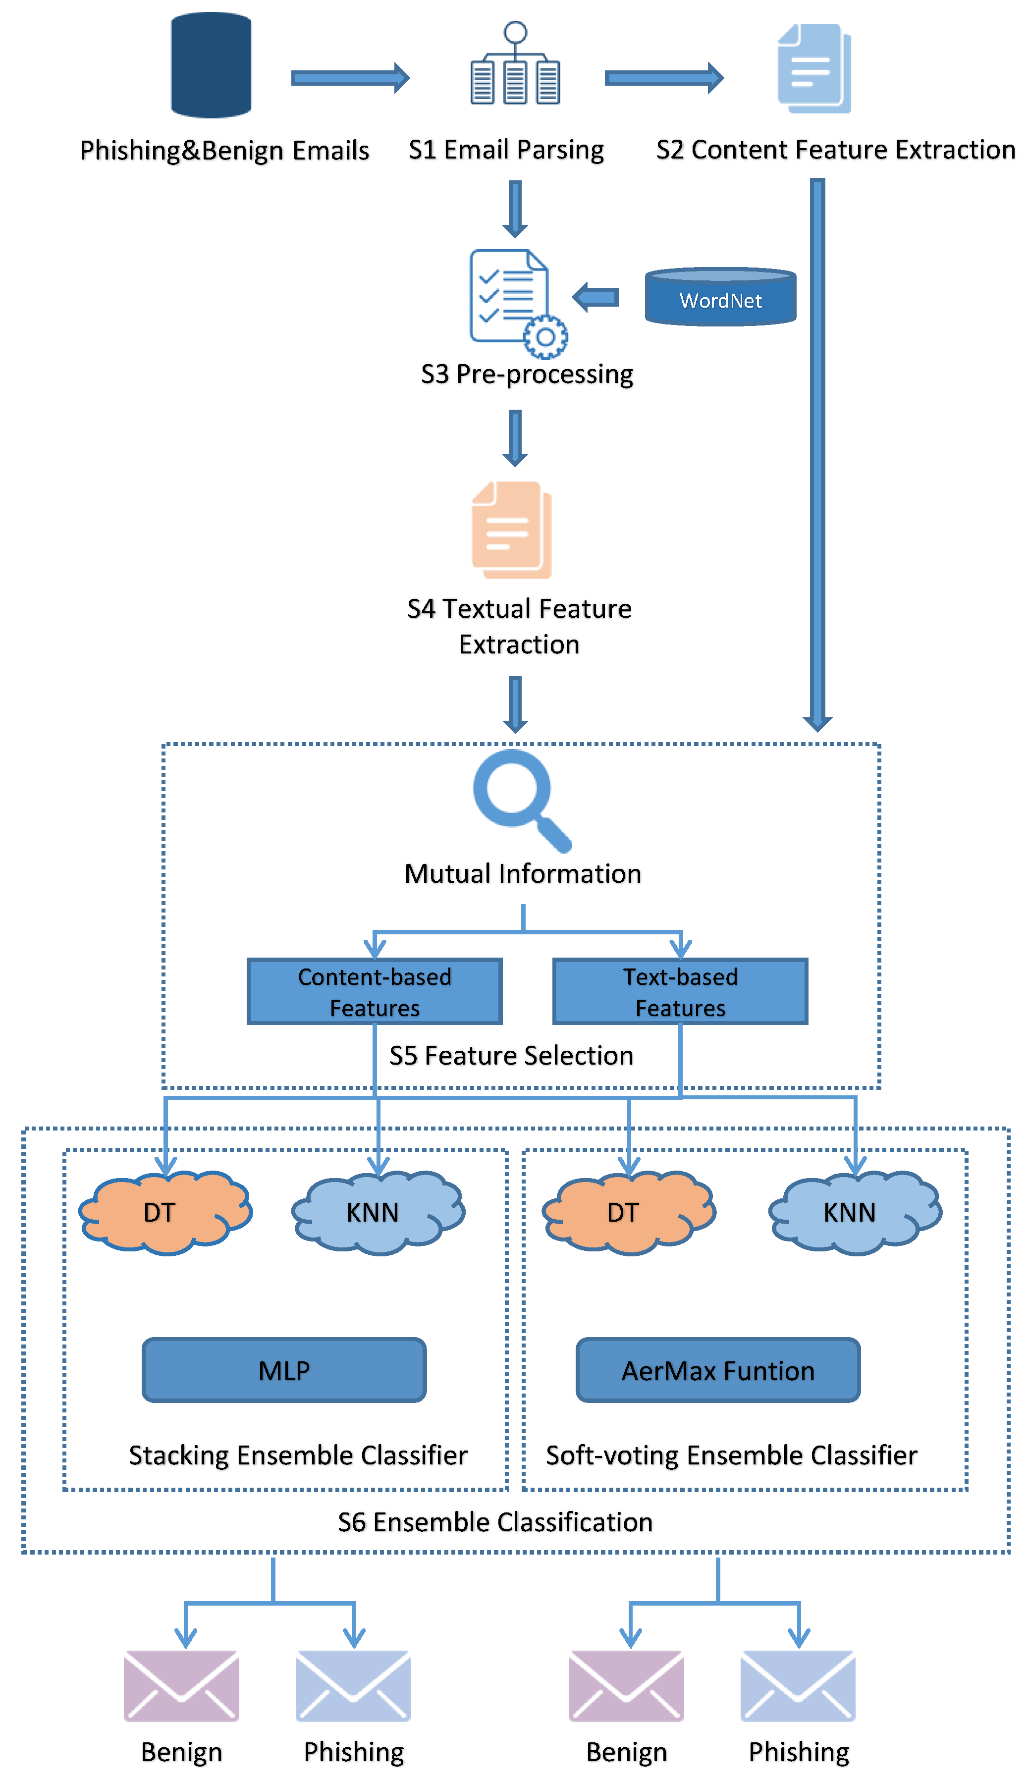 Phishing&Benign Emails
S1 Email Parsing
S2 Content Feature Extraction
WordNet
S3 Pre-processing
S4 Textual Feature
Extraction
Mutual Information
Content-based
Features
Text-based
Features
S5 Feature Selection
DT
KNN
DT
KNN
MLP
AerMax Funtion
Stacking Ensemble Classifier
Soft-voting Ensemble Classifier
S6 Ensemble Classification
Benign
Phishing
Benign
Phishing